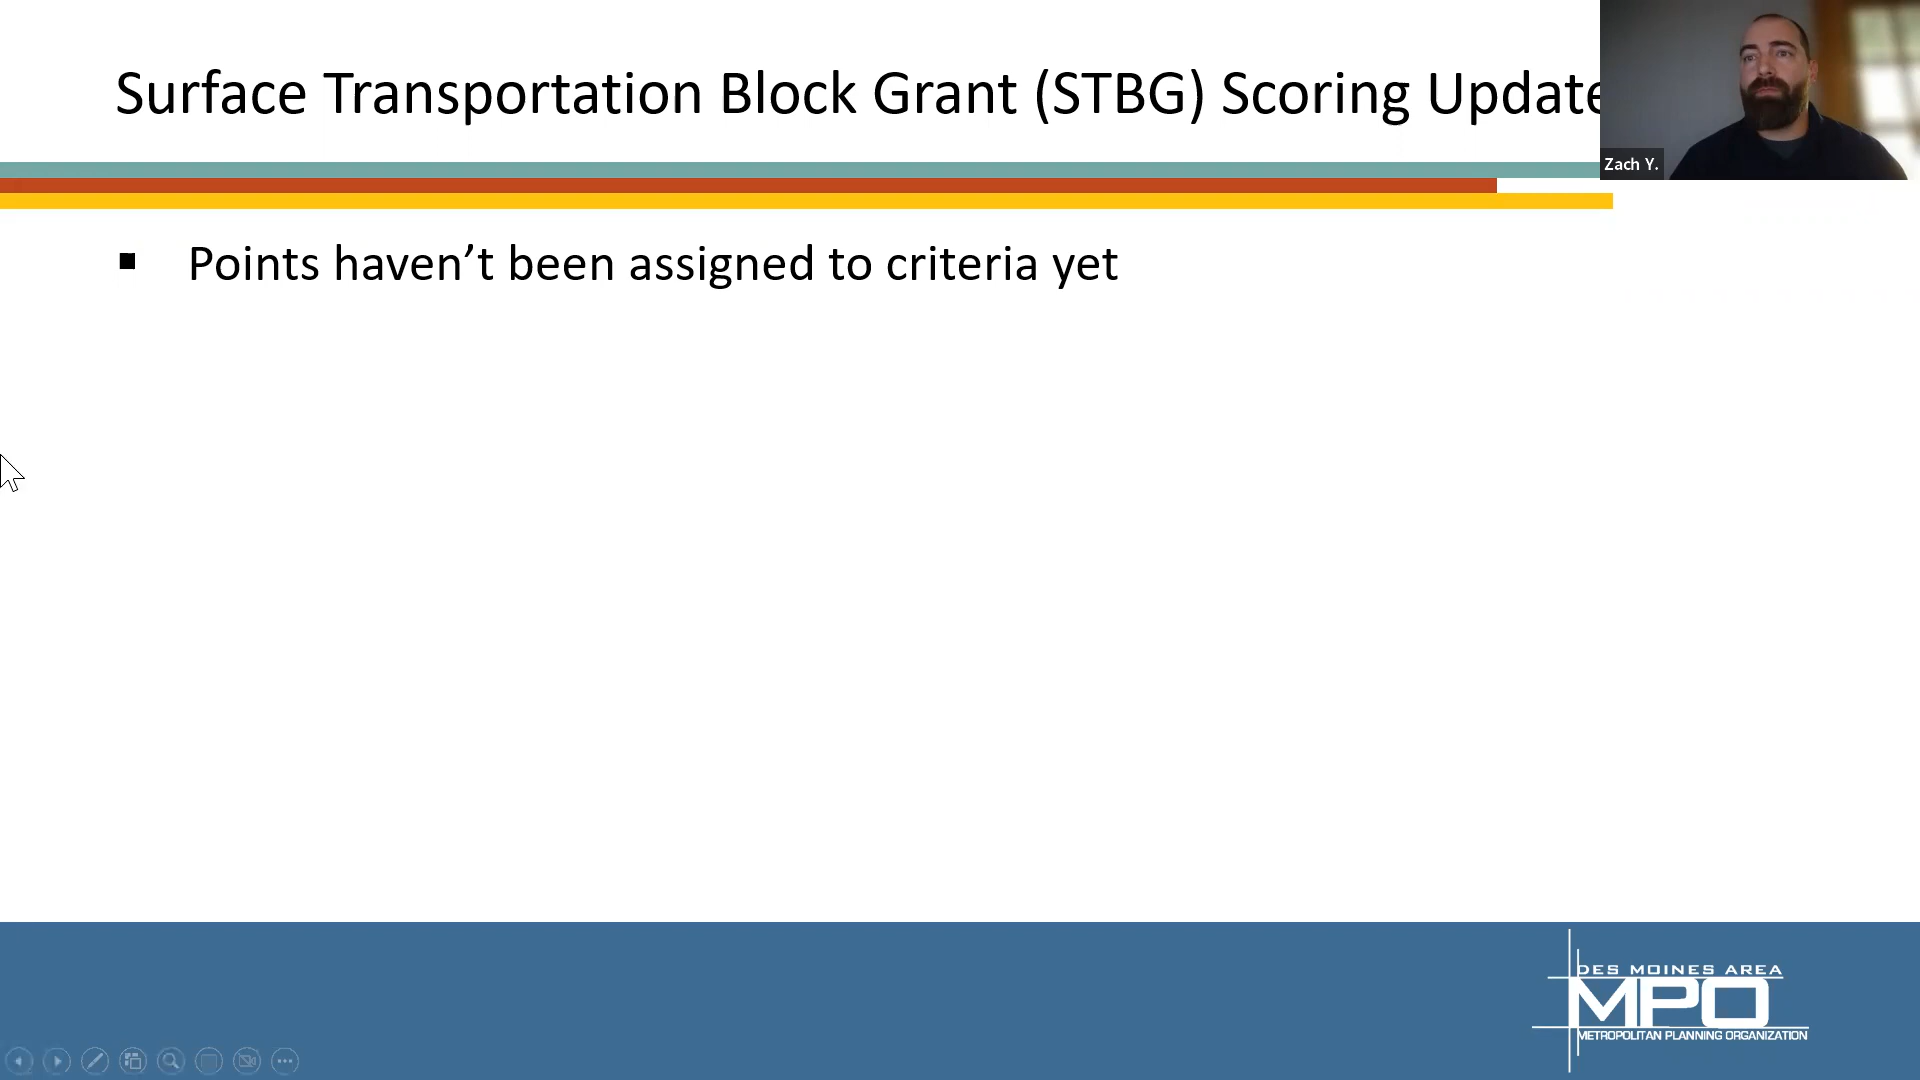 Surface Transportation Block Grant (STBG) Scoring Update
Zach Y.
▪ Points haven’t been assigned to criteria yet
DES MOINES AREA
MPO
METROPOLITAN PLANNING ORGANIZATION